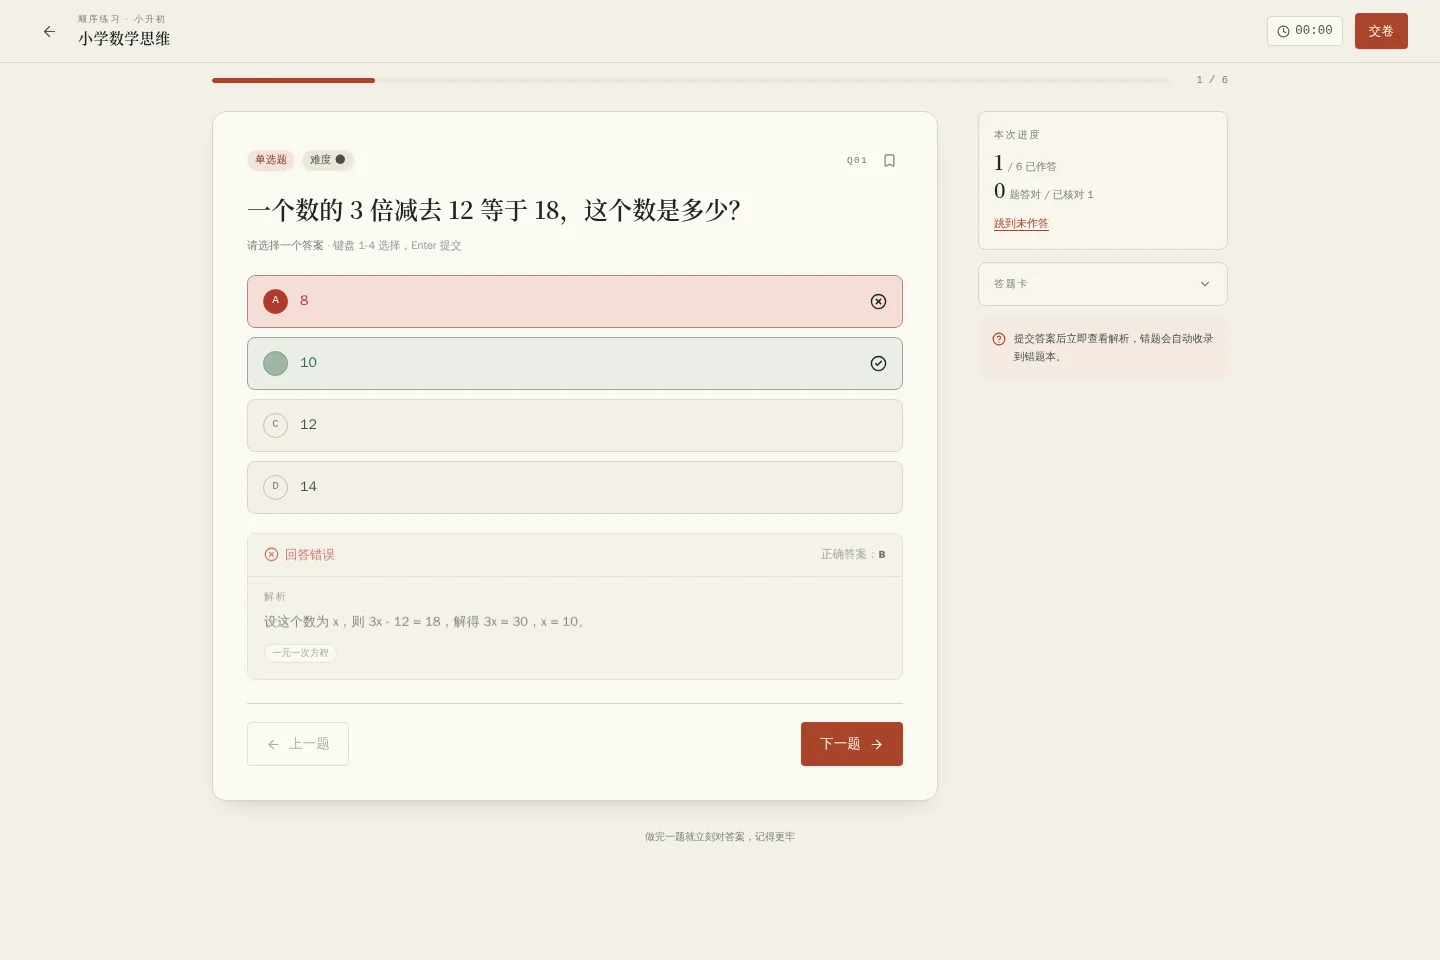 顺序练习 · 小升初
小学数学思维
00:00
交卷
1 / 6
单选题
难度
Q01
一个数的 3 倍减去 12 等于 18，这个数是多少？
请选择一个答案 · 键盘 1-4 选择，Enter 提交
A 8
10
C 12
D 14
回答错误
正确答案：B
解析
设这个数为 x，则 3x - 12 = 18，解得 3x = 30，x = 10。
一元一次方程
上一题
下一题
本次进度
1 / 6 已作答
0 题答对 / 已核对 1
跳到未作答
答题卡
提交答案后立即查看解析，错题会自动收录
到错题本。
做完一题就立刻对答案，记得更牢